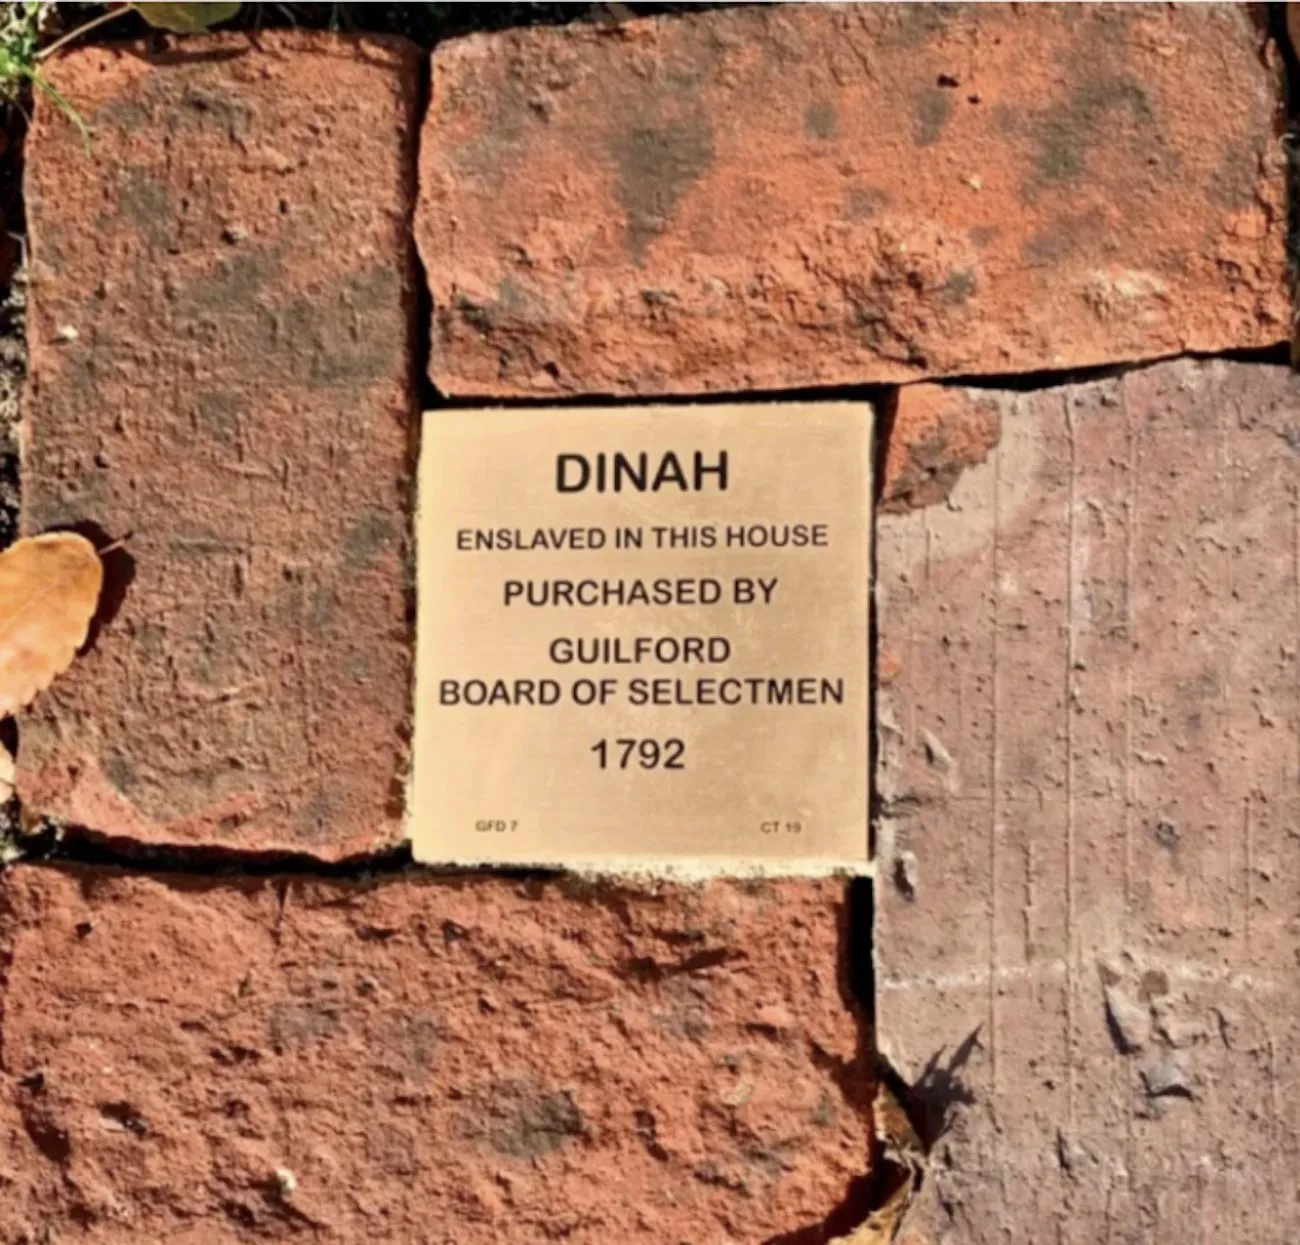 DINAH
ENSLAVED IN THIS HOUSE
PURCHASED BY
GUILFORD
BOARD OF SELECTMEN
1792
GFD 7 CT 19